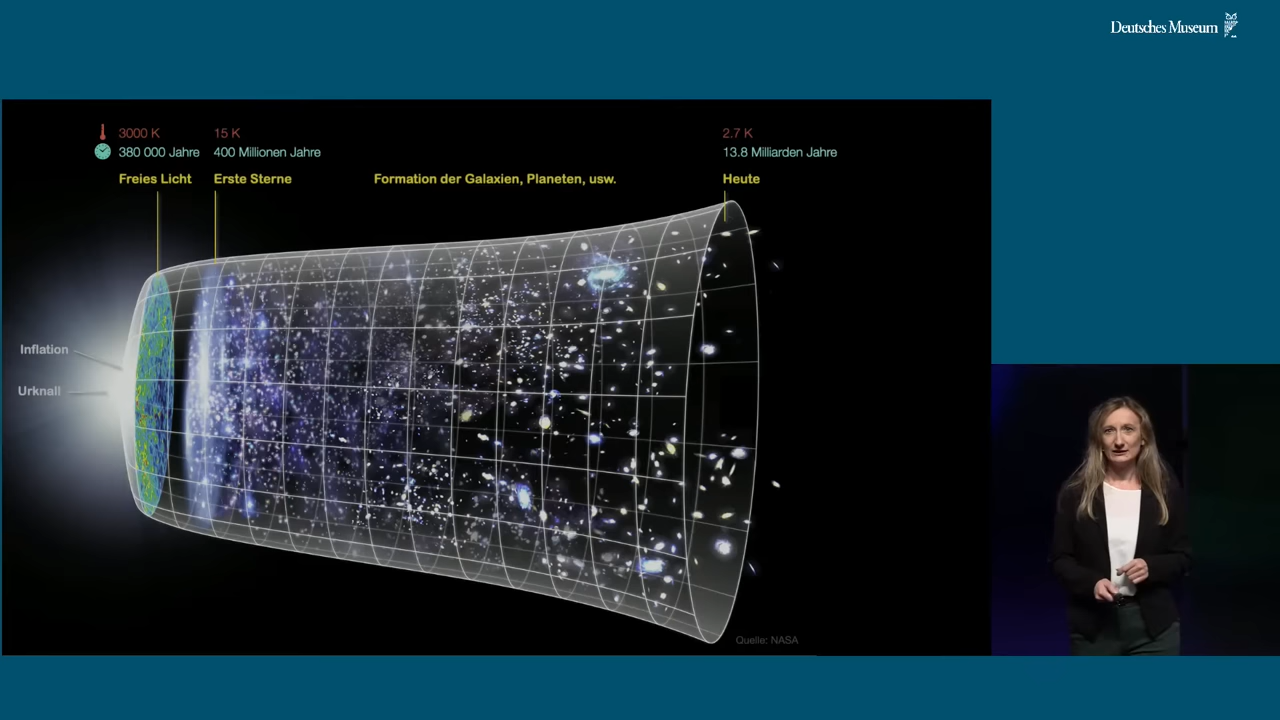 Deutsches Museum
3000 K
15 K
2.7 K
380 000 Jahre
400 Millionen Jahre
13.8 Milliarden Jahre
Freies Licht
Erste Sterne
Formation der Galaxien, Planeten, usw.
Heute
Inflation
Urknall
Quelle: NASA